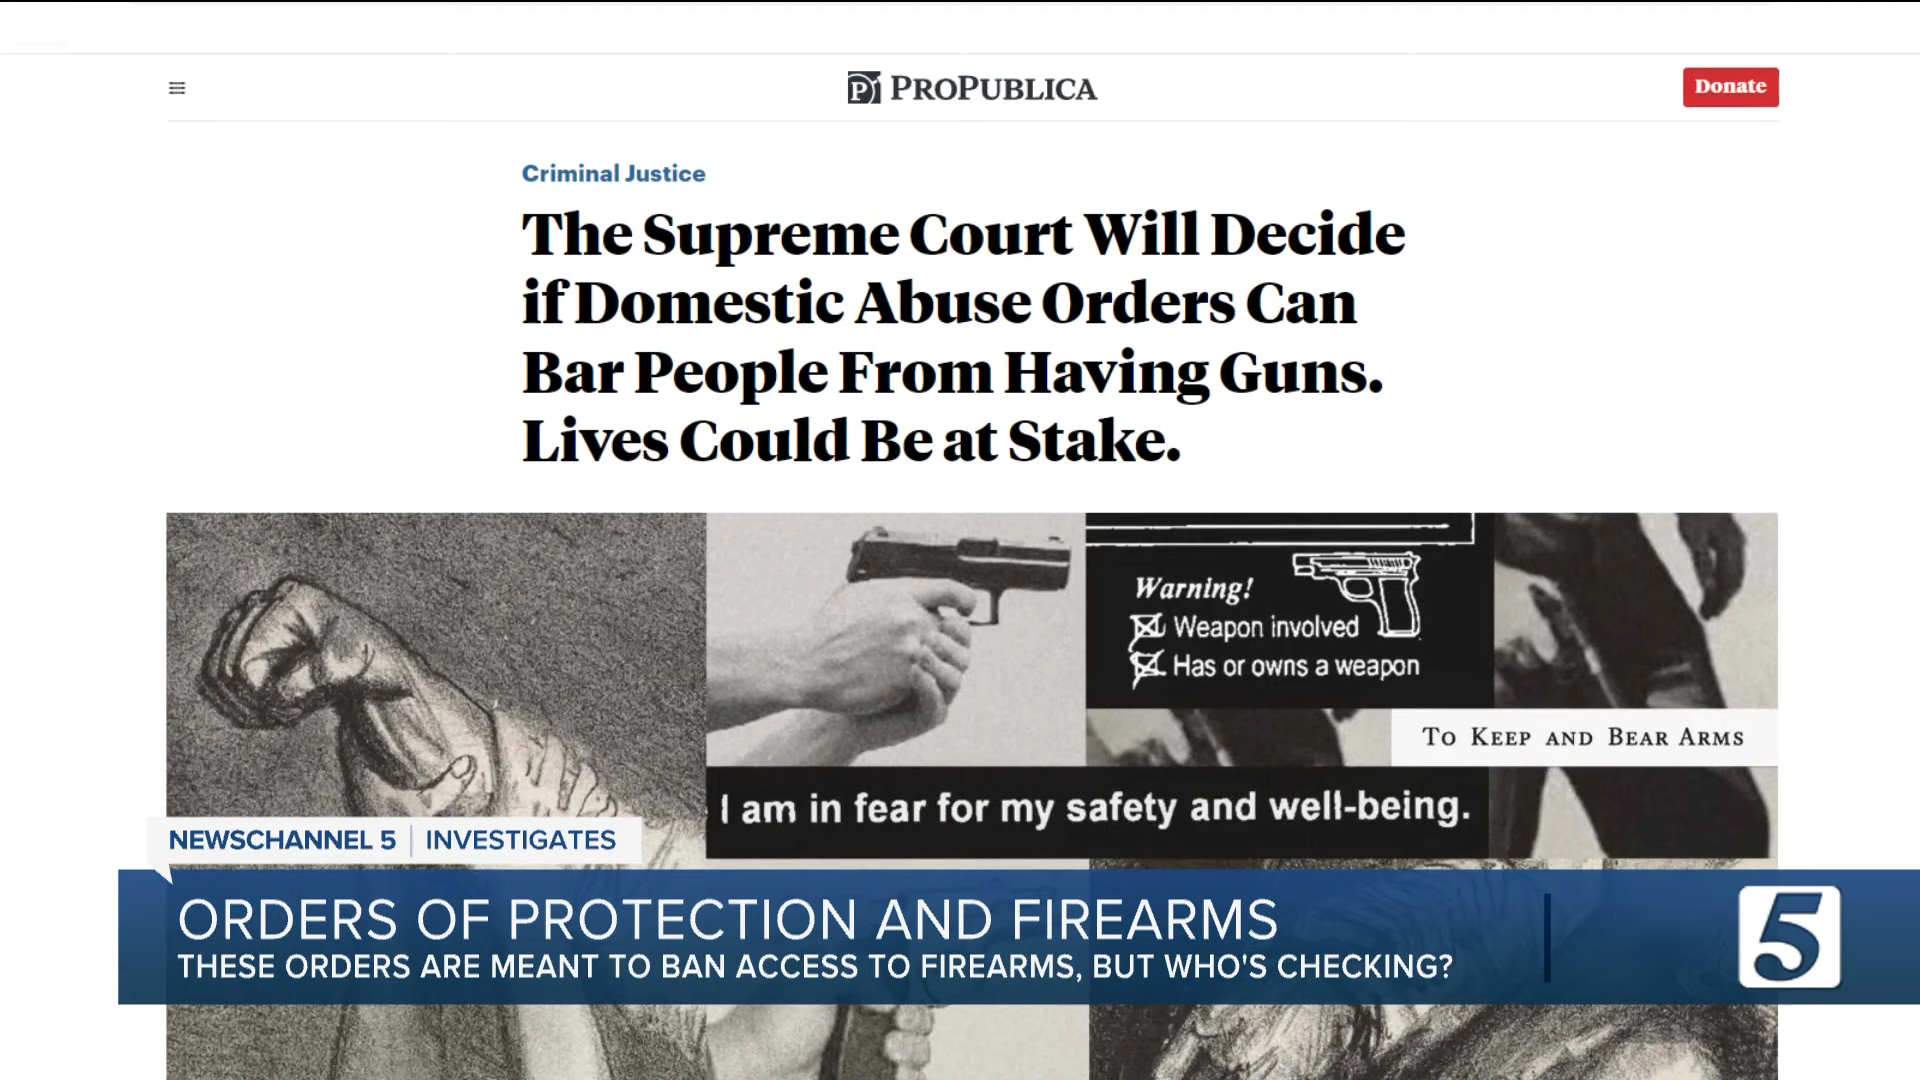 PROPUBLICA
Donate
Criminal Justice
The Supreme Court Will Decide
if Domestic Abuse Orders Can
Bar People From Having Guns.
Lives Could Be at Stake.
Warning!
Weapon involved
Has or owns a weapon
TO KEEP AND BEAR ARMS
I am in fear for my safety and well-being.
NEWSCHANNEL 5 | INVESTIGATES
ORDERS OF PROTECTION AND FIREARMS
THESE ORDERS ARE MEANT TO BAN ACCESS TO FIREARMS, BUT WHO'S CHECKING?
5